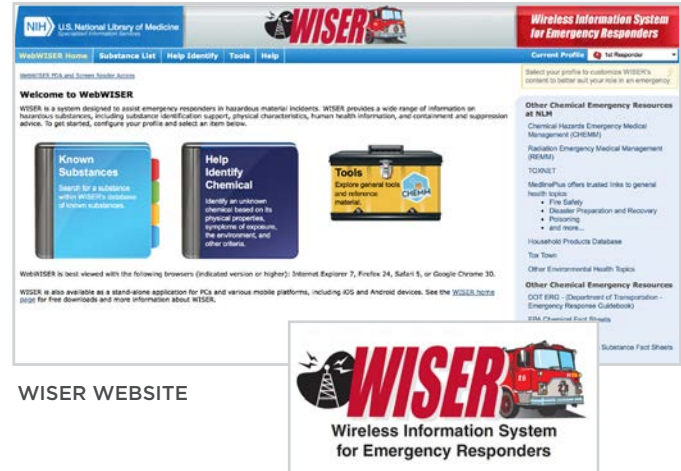 NIH U.S. National Library of Medicine
Specialized Information Services
WISER
Wireless Information System
for Emergency Responders
WebWISER Home Substance List Help Identify Tools Help
Current Profile 1st Responder
WebWISER PDA and Screen Reader Access
Select your profile to customize WISER's
content to better suit your role in an emergency.
Welcome to WebWISER
WISER is a system designed to assist emergency responders in hazardous material incidents. WISER provides a wide range of information on
hazardous substances, including substance identification support, physical characteristics, human health information, and containment and suppression
advice. To get started, configure your profile and select an item below.
Known
Substances
Search for a substance
within WISER's database
of known substances.
Help
Identify
Chemical
Identify an unknown
chemical based on its
physical properties,
symptoms of exposure,
the environment, and
other criteria.
Tools
Explore general tools
and reference
material.
CHEMM
WebWISER is best viewed with the following browsers (indicated version or higher): Internet Explorer 7, Firefox 24, Safari 5, or Google Chrome 30.
WISER is also available as a stand-alone application for PCs and various mobile platforms, including iOS and Android devices. See the WISER home
page for free downloads and more information about WISER.
Other Chemical Emergency Resources
at NLM
Chemical Hazards Emergency Medical
Management (CHEMM)
Radiation Emergency Medical Management
(REMM)
TOXNET
MedlinePlus offers trusted links to general
health topics
• Fire Safety
• Disaster Preparation and Recovery
• Poisoning
• and more...
Household Products Database
Tox Town
Other Environmental Health Topics
Other Chemical Emergency Resources
DOT ERG - (Department of Transportation -
Emergency Response Guidebook)
EPA Chemical Fact Sheets
Substance Fact Sheets
WISER WEBSITE
WISER
Wireless Information System
for Emergency Responders